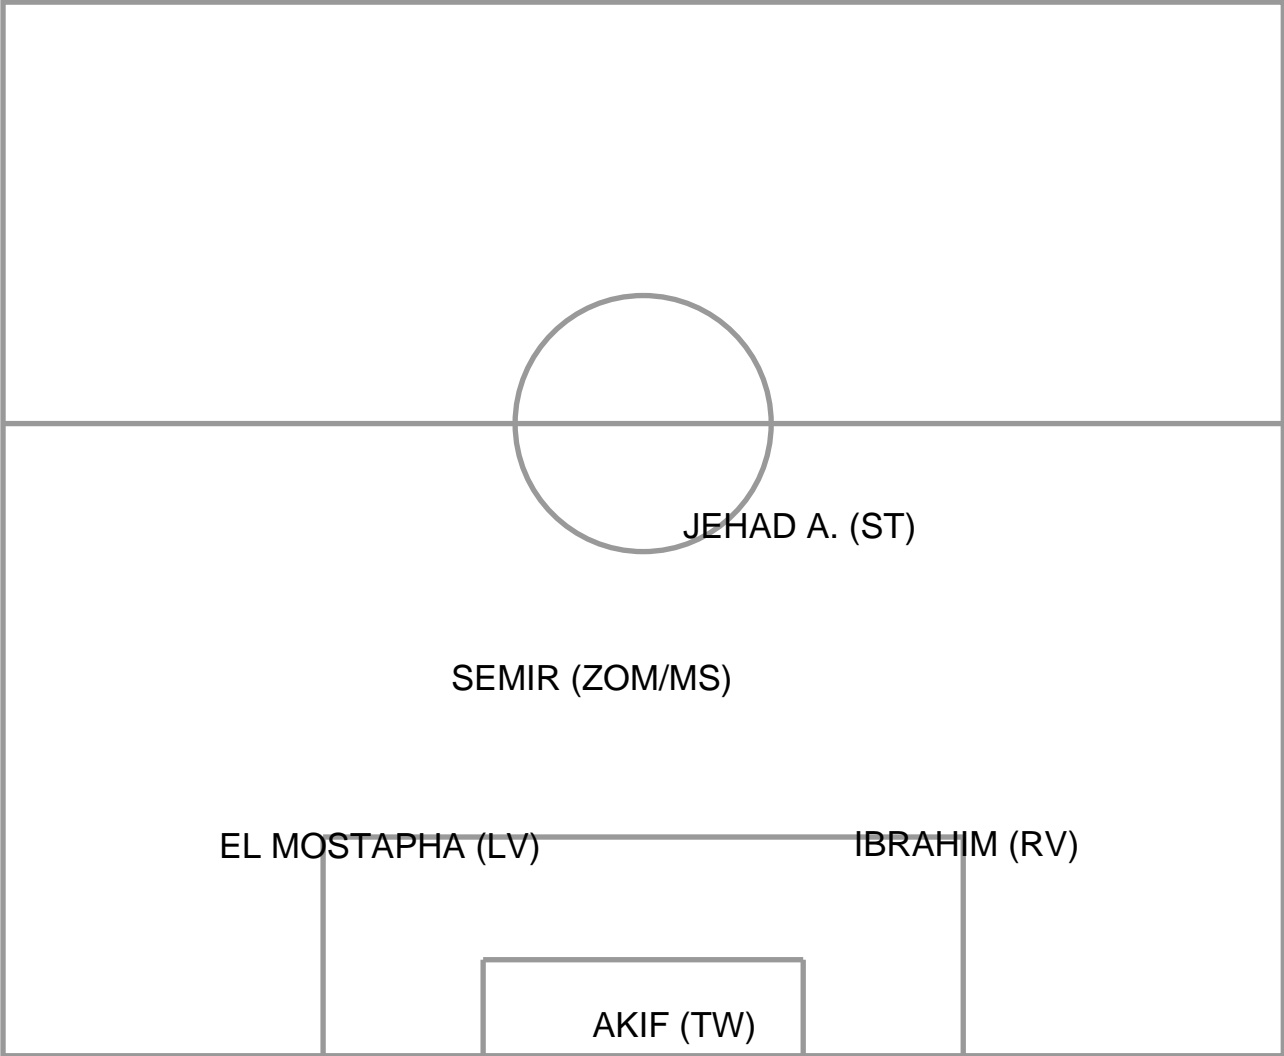 JEHAD A. (ST)
SEMIR (ZOM/MS)
EL MOSTAPHA (LV)
IBRAHIM (RV)
AKIF (TW)